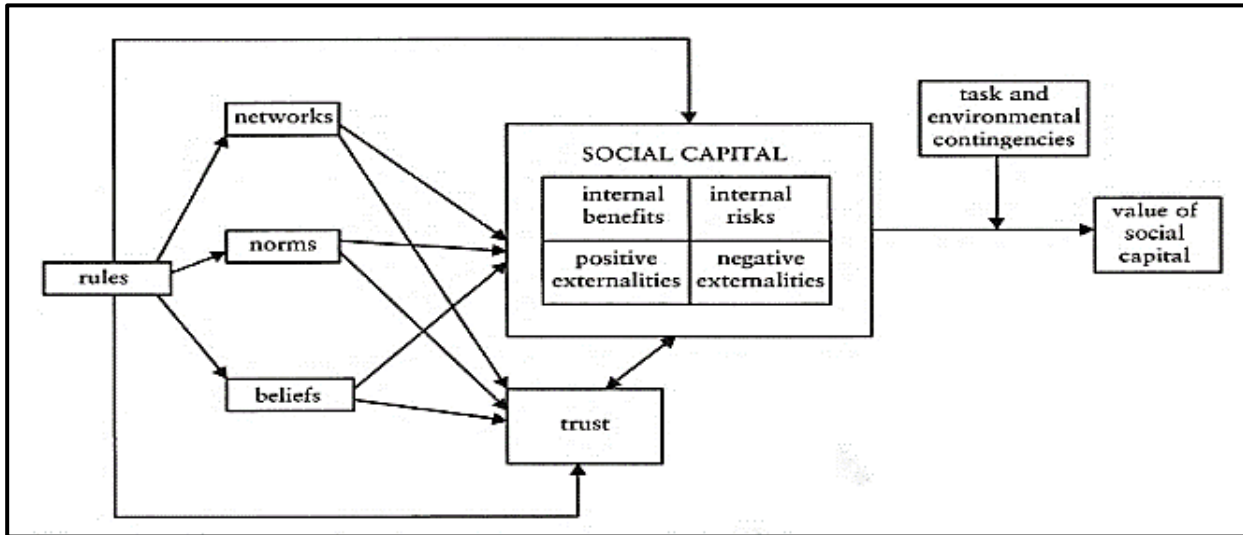 networks
norms
rules
beliefs
SOCIAL CAPITAL
internal
benefits
internal
risks
positive
externalities
negative
externalities
trust
task and
environmental
contingencies
value of
social
capital